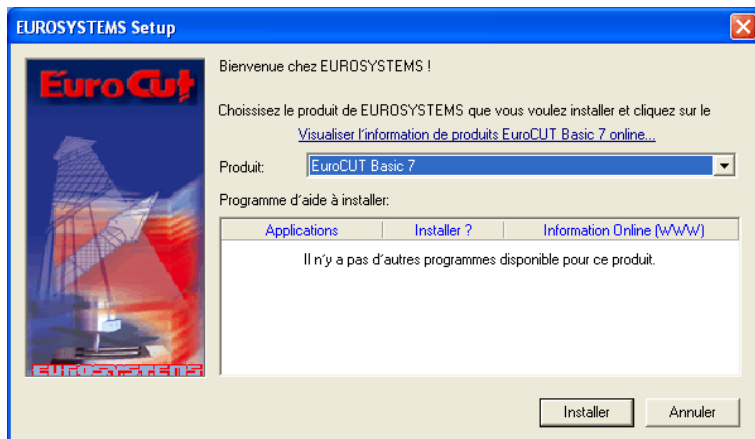 EUROSYSTEMS Setup
EuroCut
Bienvenue chez EUROSYSTEMS !
Choissisez le produit de EUROSYSTEMS que vous voulez installer et cliquez sur le
Visualiser l'information de produits EuroCUT Basic 7 online...
Produit: EuroCUT Basic 7
Programme d'aide à installer:
Applications Installer ? Information Online (WWW)
Il n'y a pas d'autres programmes disponible pour ce produit.
EUROSYSTEMS
Installer Annuler